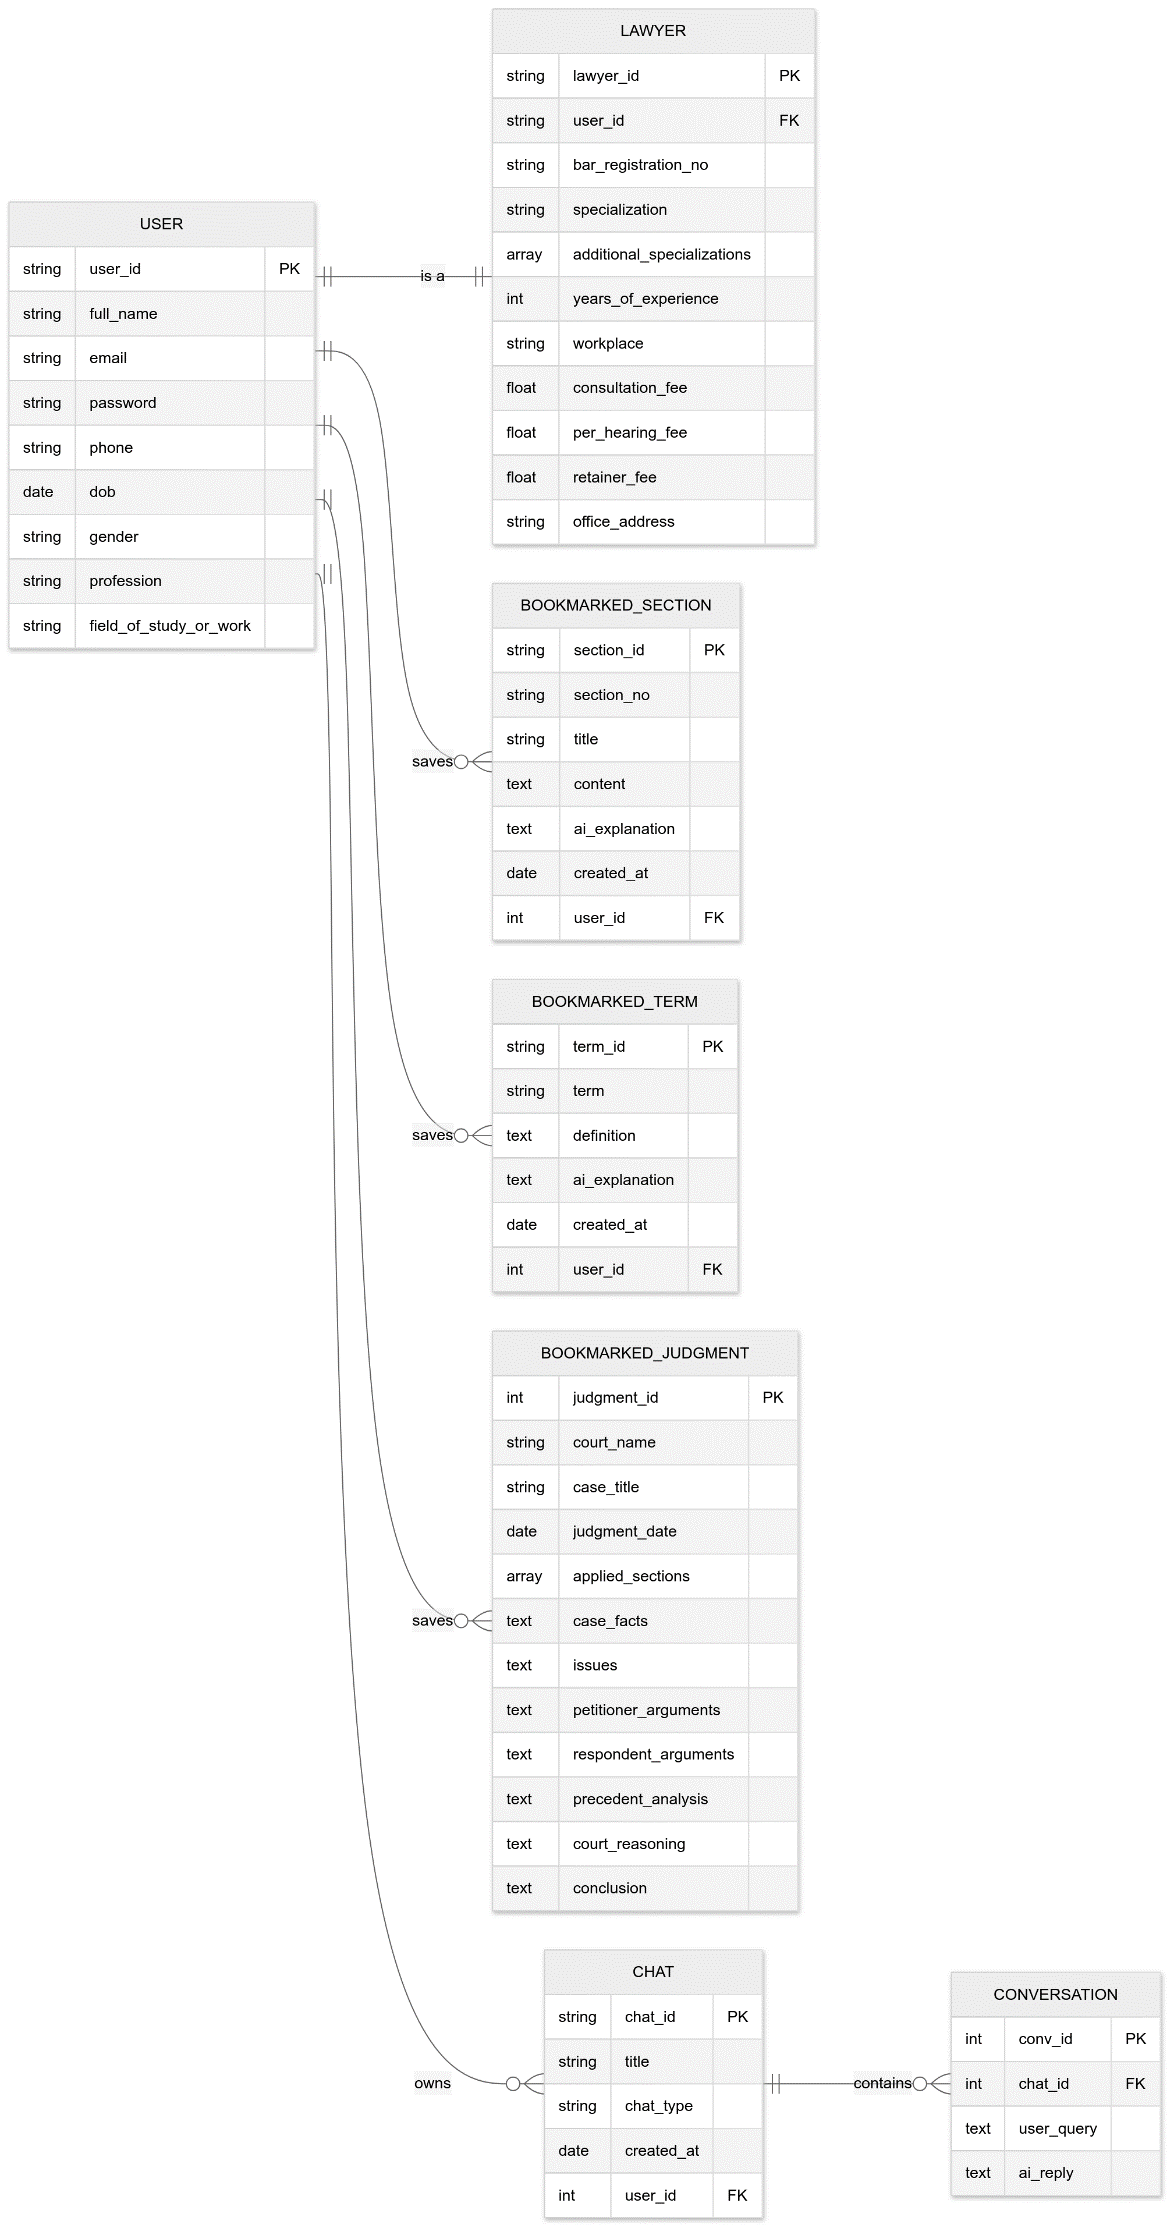 USER
string user_id PK
string full_name
string email
string password
string phone
date dob
string gender
string profession
string field_of_study_or_work
is a
LAWYER
string lawyer_id PK
string user_id FK
string bar_registration_no
string specialization
array additional_specializations
int years_of_experience
string workplace
float consultation_fee
float per_hearing_fee
float retainer_fee
string office_address
saves
BOOKMARKED_SECTION
string section_id PK
string section_no
string title
text content
text ai_explanation
date created_at
int user_id FK
saves
BOOKMARKED_TERM
string term_id PK
string term
text definition
text ai_explanation
date created_at
int user_id FK
saves
BOOKMARKED_JUDGMENT
int judgment_id PK
string court_name
string case_title
date judgment_date
array applied_sections
text case_facts
text issues
text petitioner_arguments
text respondent_arguments
text precedent_analysis
text court_reasoning
text conclusion
owns
CHAT
string chat_id PK
string title
string chat_type
date created_at
int user_id FK
contains
CONVERSATION
int conv_id PK
int chat_id FK
text user_query
text ai_reply